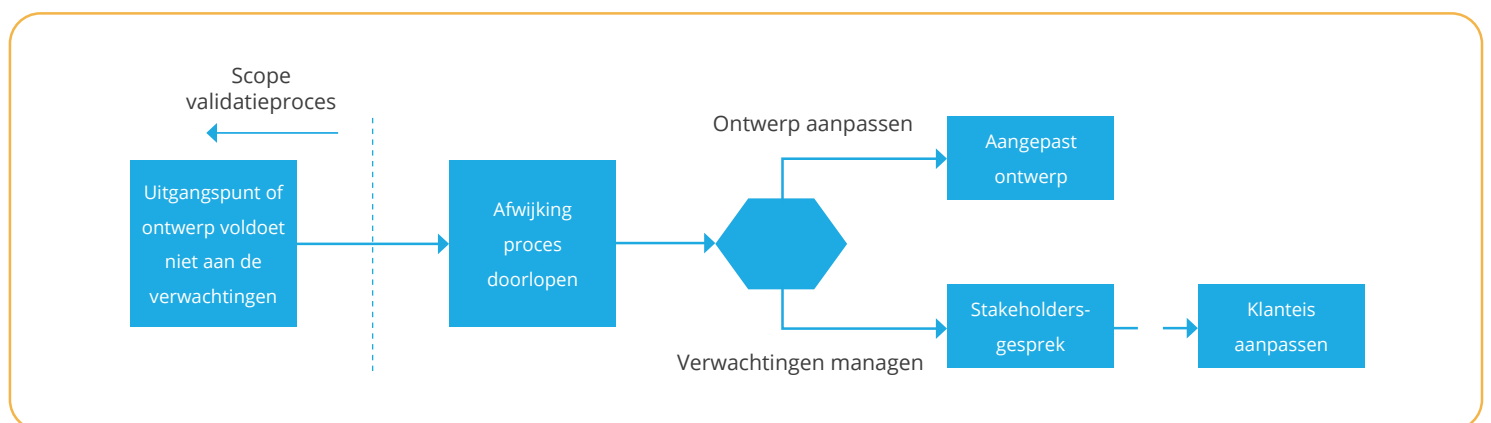 Scope
validatieproces
Uitgangspunt of
ontwerp voldoet
niet aan de
verwachtingen
Afwijking
proces
doorlopen
Ontwerp aanpassen
Aangepast
ontwerp
Verwachtingen managen
Stakeholders-
gesprek
Klanteis
aanpassen